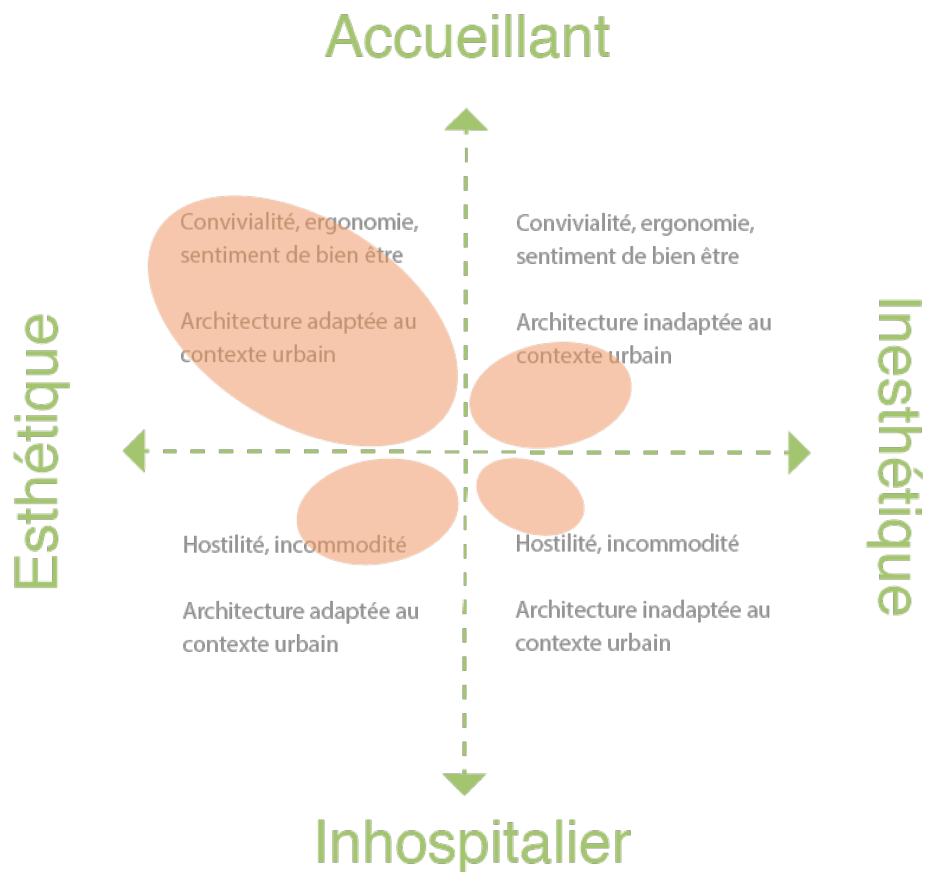 Accueillant
Convivialité, ergonomie,
sentiment de bien être
Architecture adaptée au
contexte urbain
Convivialité, ergonomie,
sentiment de bien être
Architecture inadaptée au
contexte urbain
Esthétique
Inesthétique
Hostilité, incommodité
Architecture adaptée au
contexte urbain
Hostilité, incommodité
Architecture inadaptée au
contexte urbain
Inhospitalier